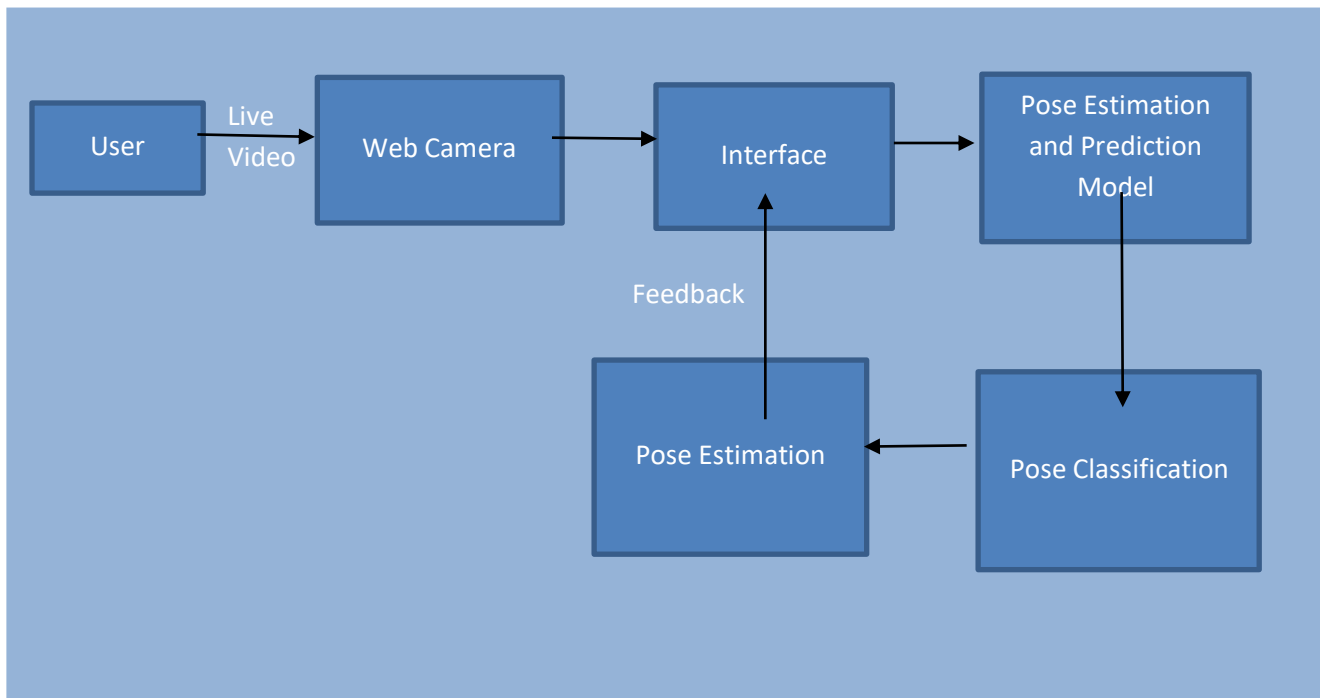 User
Live
Video
Web Camera
Interface
Pose Estimation
and Prediction
Model
Feedback
Pose Estimation
Pose Classification